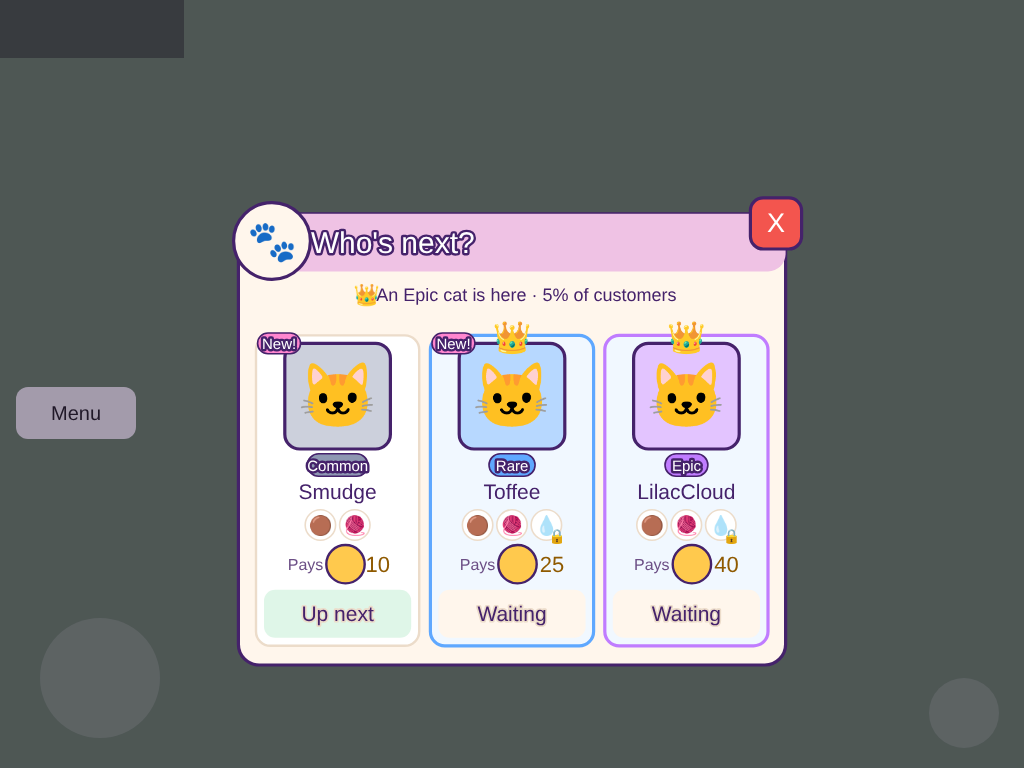 Who's next?
X
An Epic cat is here · 5% of customers
New!
New!
Common
Rare
Epic
Smudge
Toffee
LilacCloud
Pays 10
Pays 25
Pays 40
Up next
Waiting
Waiting
Menu